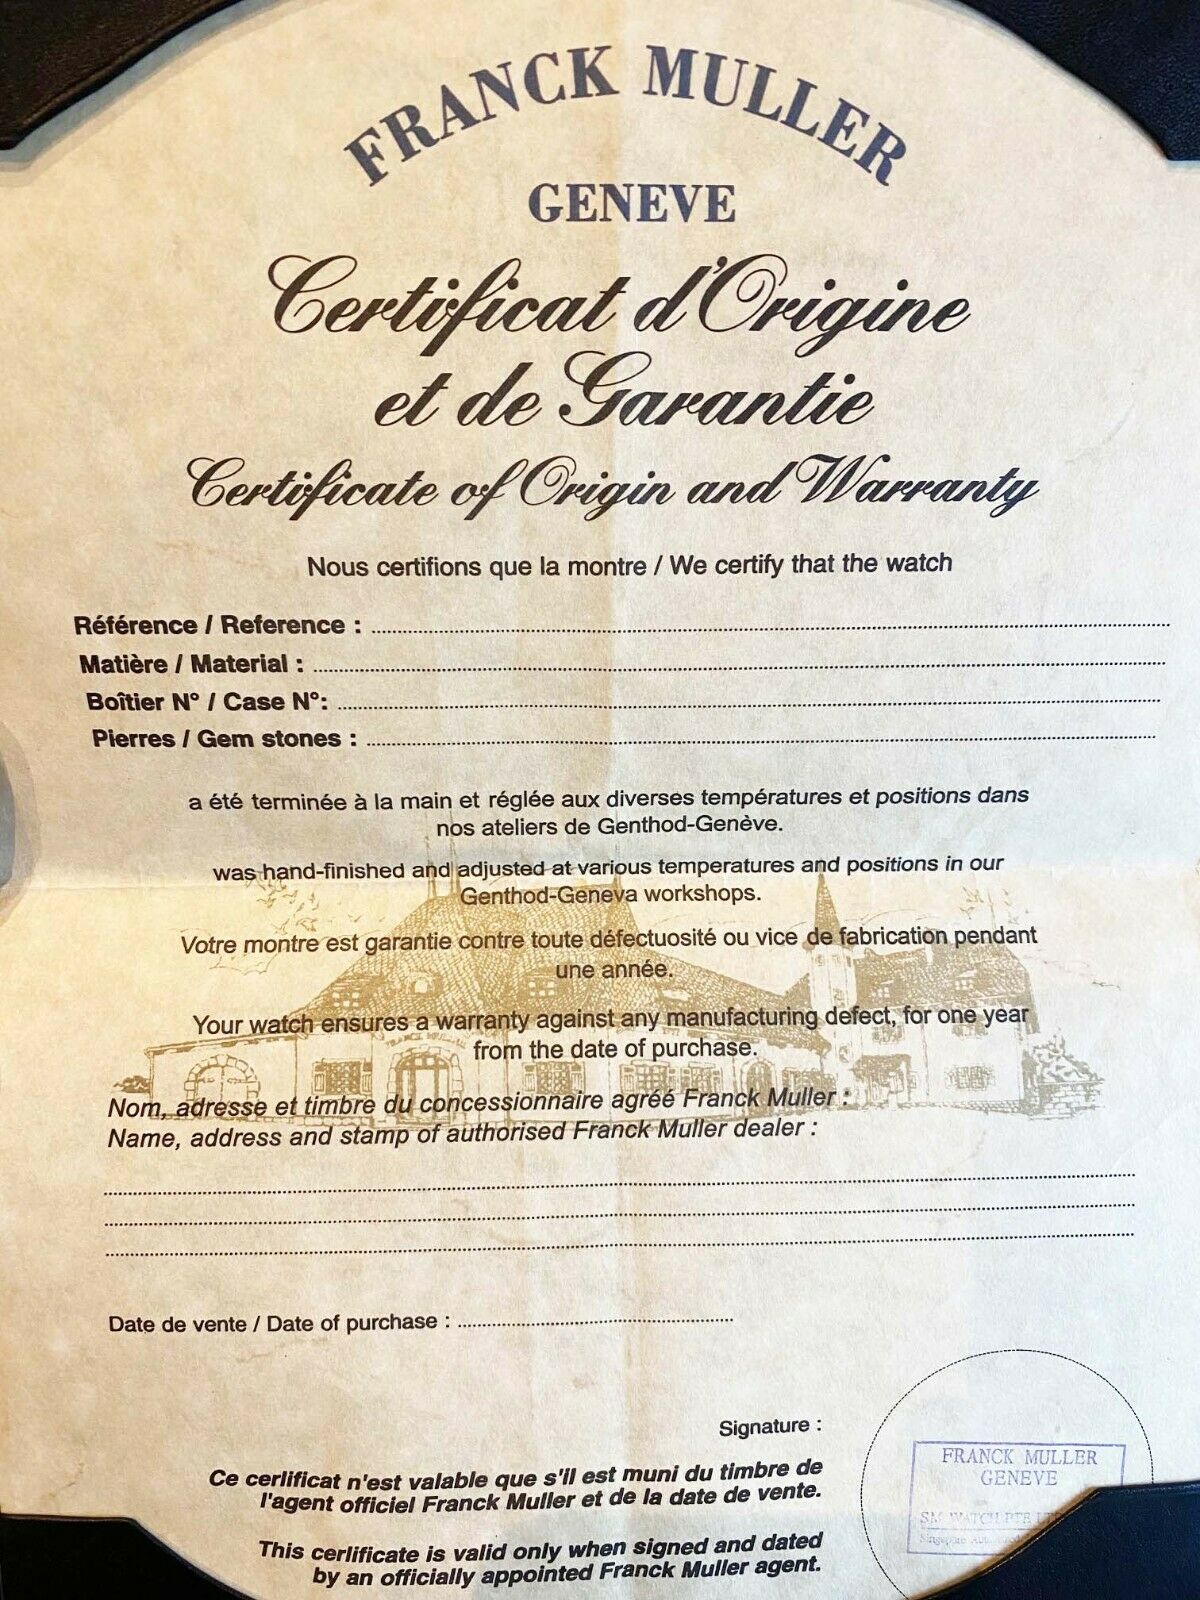 FRANCK MULLER
GENEVE
Certificat d'Origine
et de Garantie
Certificate of Origin and Warranty
Nous certifions que la montre / We certify that the watch
Référence / Reference :
Matière / Material :
Boîtier N° / Case N°:
Pierres / Gem stones :
a été terminée à la main et réglée aux diverses températures et positions dans
nos ateliers de Genthod-Genève.
was hand-finished and adjusted at various temperatures and positions in our
Genthod-Geneva workshops.
Votre montre est garantie contre toute défectuosité ou vice de fabrication pendant
une année.
Your watch ensures a warranty against any manufacturing defect, for one year
from the date of purchase.
Nom, adresse et timbre du concessionnaire agréé Franck Muller :
Name, address and stamp of authorised Franck Muller dealer :
Date de vente / Date of purchase :
Signature :
Ce cerlificat n'est valable que s'il est muni du timbre de
l'agent officiel Franck Muller et de la date de vente.
This cerlificate is valid only when signed and dated
by an officially appointed Franck Muller agent.
FRANCK MULLER
GENEVE
SM WATCH PTE
Singapore